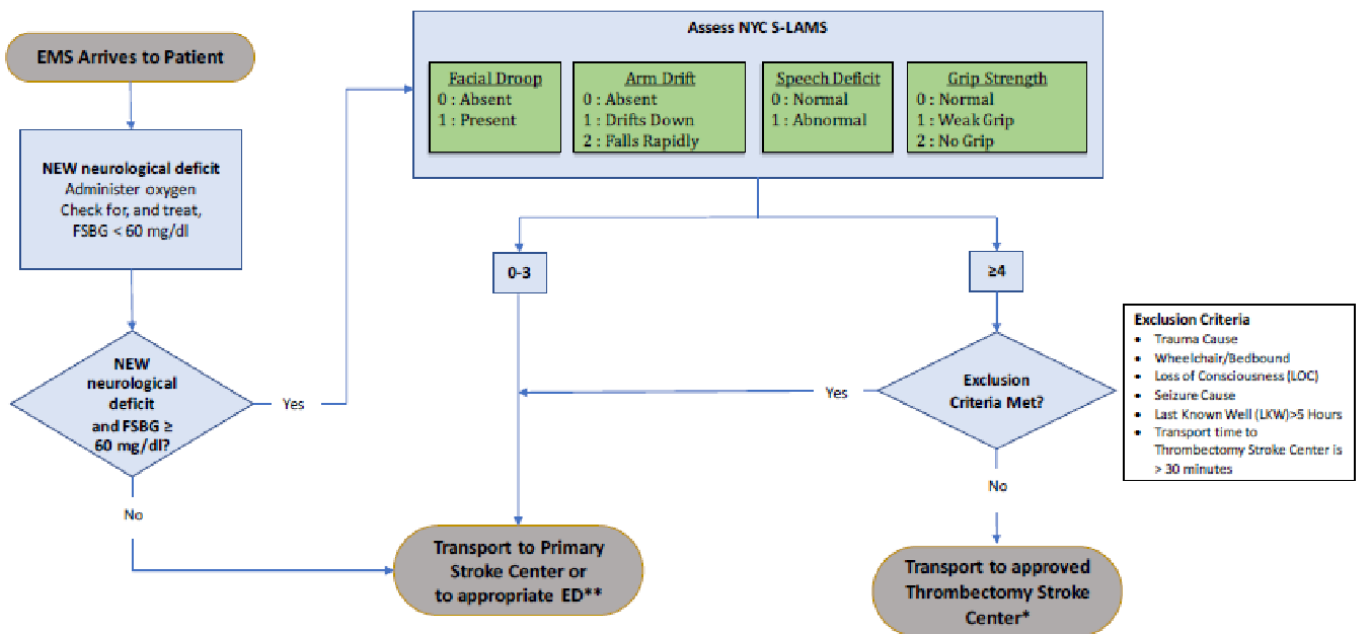 EMS Arrives to Patient
NEW neurological deficit
Administer oxygen
Check for, and treat,
FSBG < 60 mg/dl
NEW
neurological
deficit
and FSBG ≥
60 mg/dl?
Yes
No
Assess NYC S-LAMS
Facial Droop
0 : Absent
1 : Present
Arm Drift
0 : Absent
1 : Drifts Down
2 : Falls Rapidly
Speech Deficit
0 : Normal
1 : Abnormal
Grip Strength
0 : Normal
1 : Weak Grip
2 : No Grip
0-3
≥4
Exclusion
Criteria Met?
Yes
No
Exclusion Criteria
• Trauma Cause
• Wheelchair/Bedbound
• Loss of Consciousness (LOC)
• Seizure Cause
• Last Known Well (LKW)>5 Hours
• Transport time to
Thrombectomy Stroke Center is
> 30 minutes
Transport to Primary
Stroke Center or
to appropriate ED**
Transport to approved
Thrombectomy Stroke
Center*